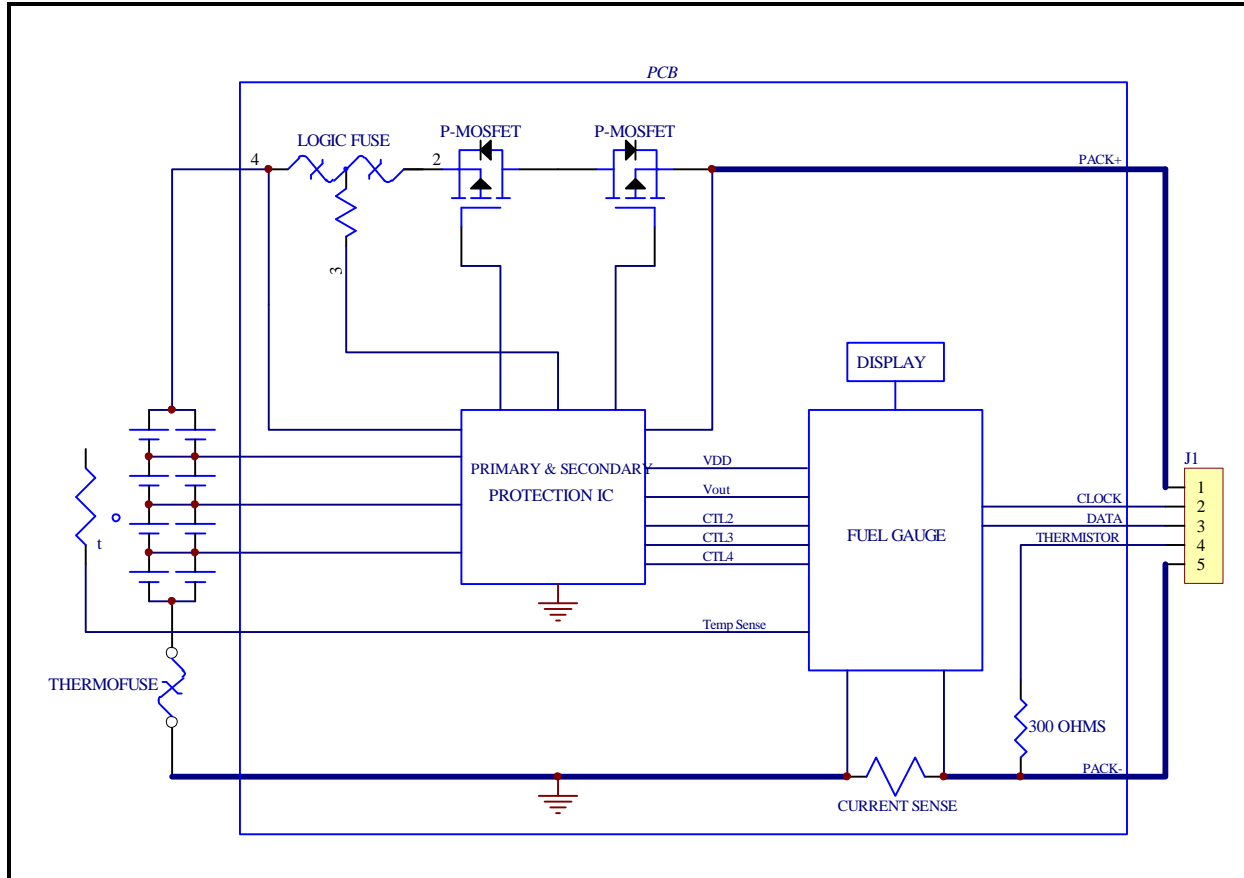 PCB
LOGIC FUSE
P-MOSFET
P-MOSFET
4
2
3
PACK+
DISPLAY
PRIMARY & SECONDARY
PROTECTION IC
VDD
Vout
CTL2
CTL3
CTL4
FUEL GAUGE
J1
CLOCK
DATA
THERMISTOR
1
2
3
4
5
t
Temp Sense
THERMOFUSE
300 OHMS
PACK-
CURRENT SENSE